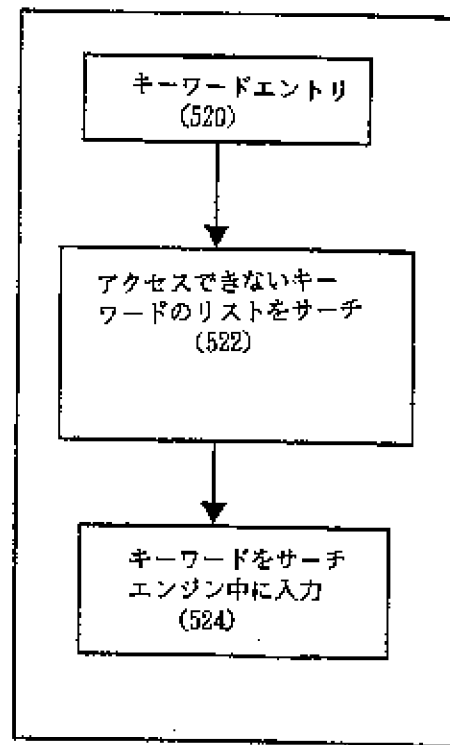 キーワードエントリ
(520)
アクセスできないキー
ワードのリストをサーチ
(522)
キーワードをサーチ
エンジン中に入力
(524)